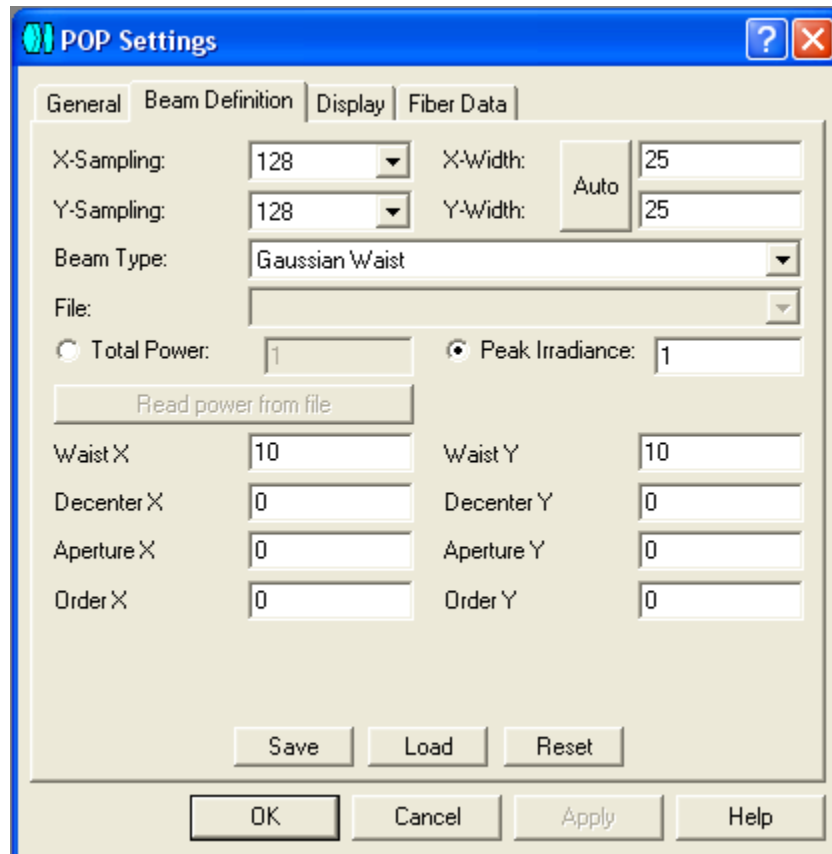 POP Settings
General Beam Definition Display Fiber Data
X-Sampling: 128 X-Width: Auto 25
Y-Sampling: 128 Y-Width: 25
Beam Type: Gaussian Waist
File:
Total Power: 1 Peak Irradiance: 1
Read power from file
Waist X 10 Waist Y 10
Decenter X 0 Decenter Y 0
Aperture X 0 Aperture Y 0
Order X 0 Order Y 0
Save Load Reset
OK Cancel Apply Help